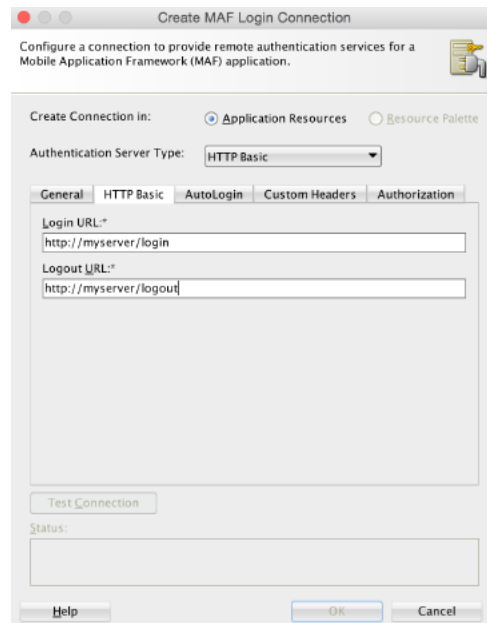 Create MAF Login Connection
Configure a connection to provide remote authentication services for a
Mobile Application Framework (MAF) application.
Create Connection in: Application Resources Resource Palette
Authentication Server Type: HTTP Basic
General HTTP Basic AutoLogin Custom Headers Authorization
Login URL:*
http://myserver/login
Logout URL:*
http://myserver/logout
Test Connection
Status:
Help OK Cancel